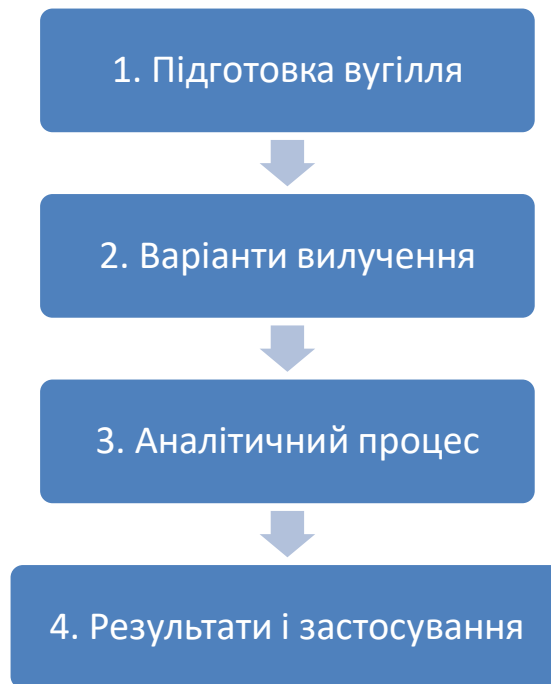 1. Підготовка вугілля
2. Варіанти вилучення
3. Аналітичний процес
4. Результати і застосування